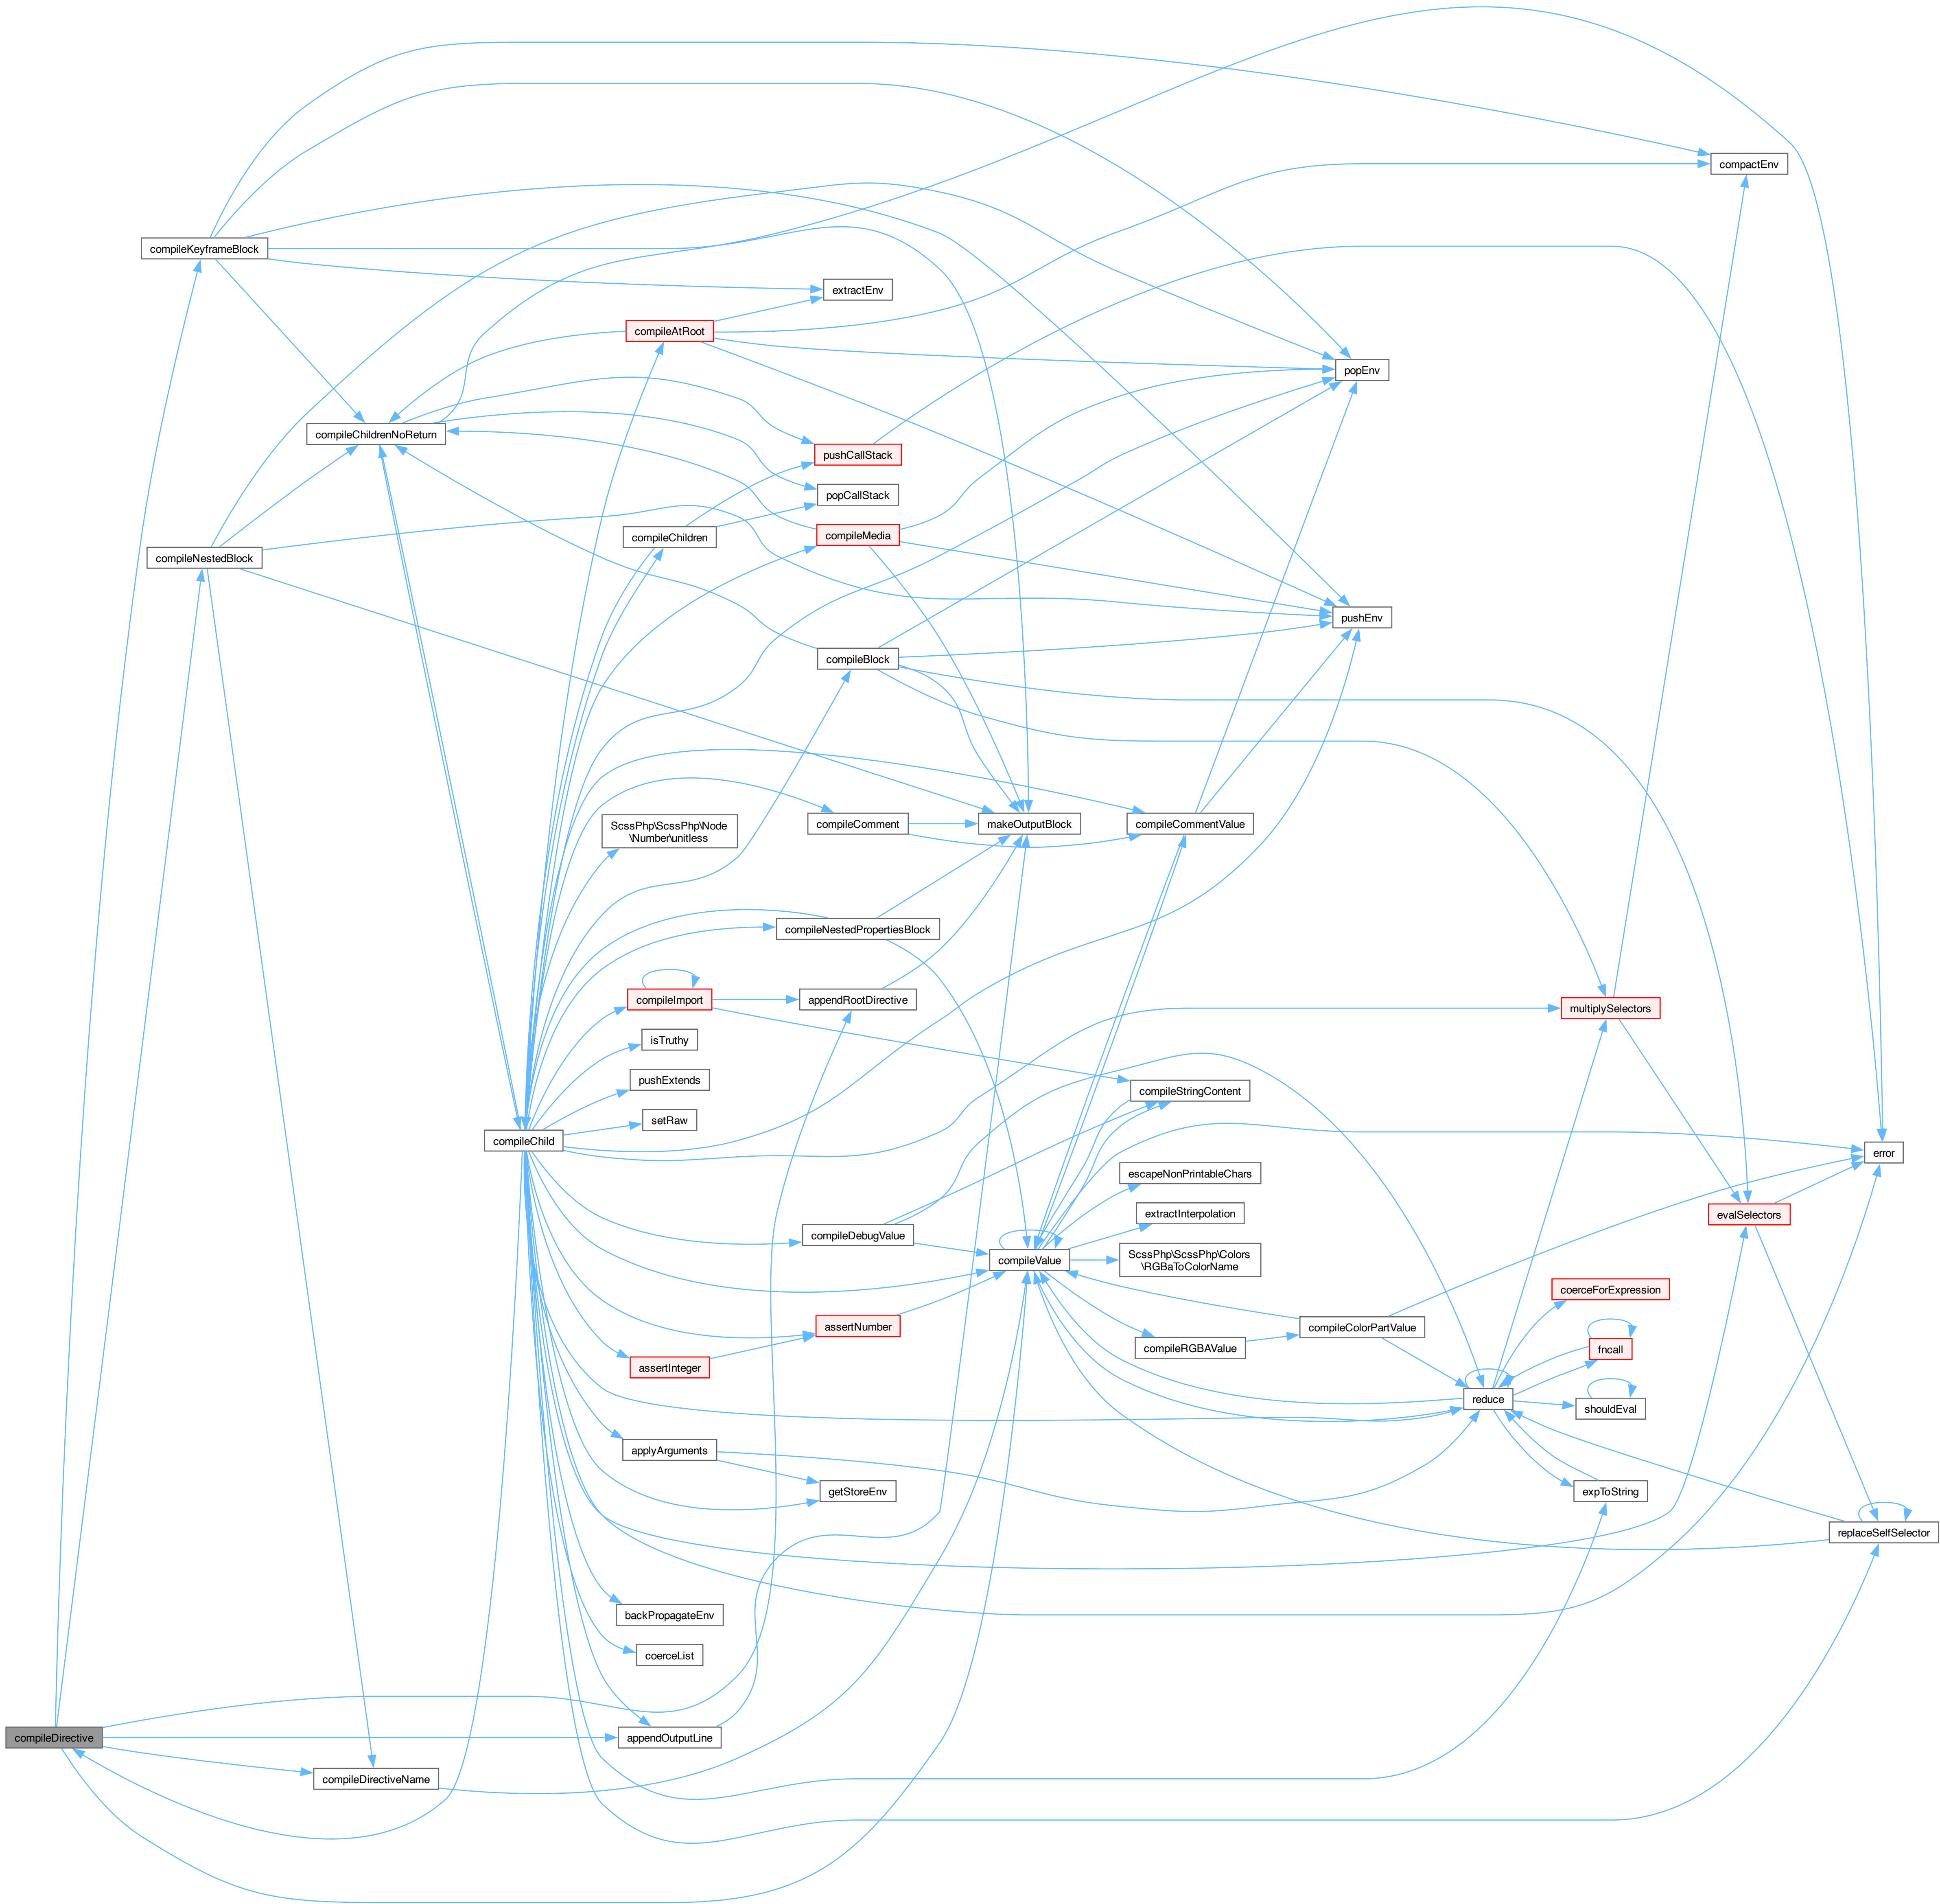 compactEnv
compileKeyframeBlock
extractEnv
compileAtRoot
popEnv
compileChildrenNoReturn
pushCallStack
popCallStack
compileChildren
compileMedia
compileNestedBlock
pushEnv
compileBlock
ScssPhp\ScssPhp\Node
\Number\unitless
compileComment
makeOutputBlock
compileCommentValue
compileNestedPropertiesBlock
compileImport
appendRootDirective
multiplySelectors
isTruthy
pushExtends
compileStringContent
setRaw
compileChild
error
escapeNonPrintableChars
extractInterpolation
evalSelectors
compileDebugValue
compileValue
ScssPhp\ScssPhp\Colors
\RGBaToColorName
coerceForExpression
assertNumber
compileColorPartValue
compileRGBAValue
fncall
assertInteger
reduce
shouldEval
applyArguments
getStoreEnv
expToString
replaceSelfSelector
backPropagateEnv
coerceList
compileDirective
appendOutputLine
compileDirectiveName